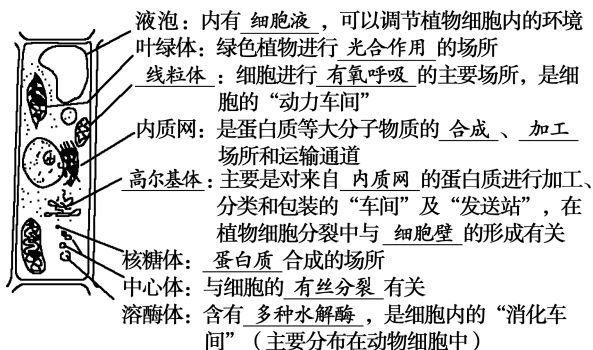 液泡：内有细胞液，可以调节植物细胞内的环境
叶绿体：绿色植物进行光合作用的场所
线粒体：细胞进行有氧呼吸的主要场所，是细
胞的“动力车间”
内质网：是蛋白质等大分子物质的合成、加工
场所和运输通道
高尔基体：主要是对来自内质网的蛋白质进行加工、
分类和包装的“车间”及“发送站”，在
植物细胞分裂中与细胞壁的形成有关
核糖体：蛋白质合成的场所
中心体：与细胞的有丝分裂有关
溶酶体：含有多种水解酶，是细胞内的“消化车
间”（主要分布在动物细胞中）